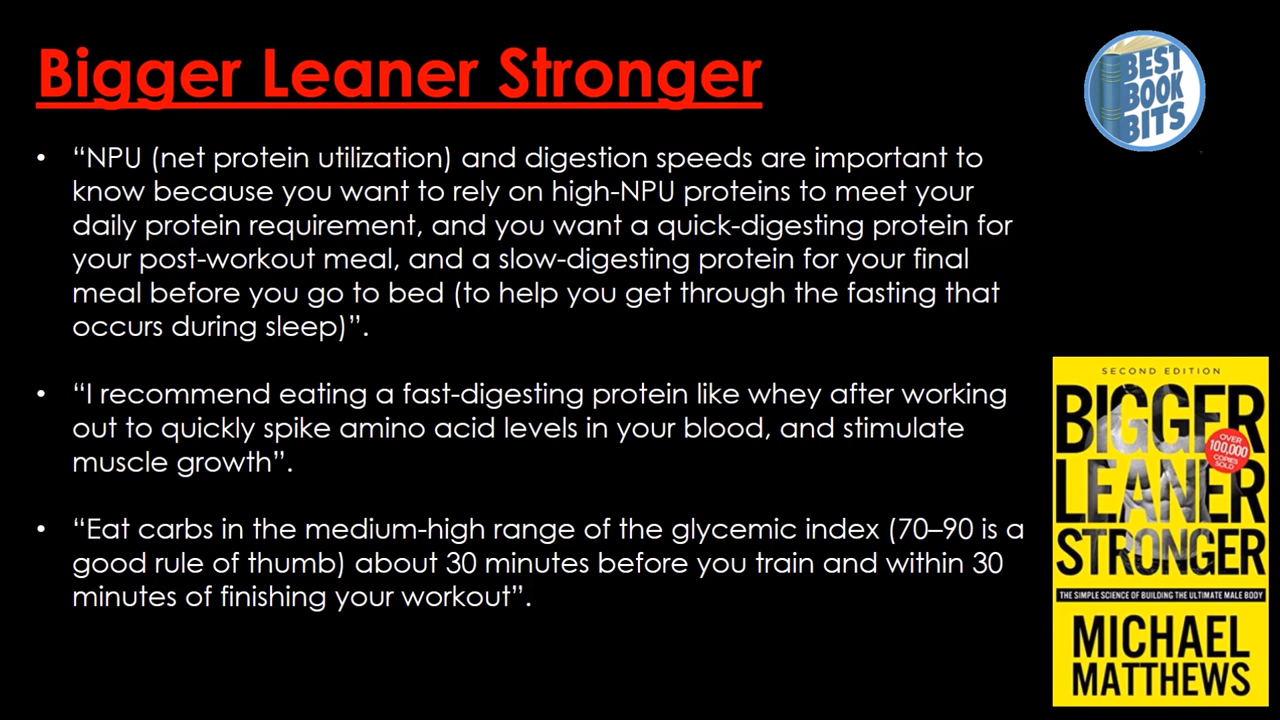 Bigger Leaner Stronger
BEST
BOOK
BITS
• “NPU (net protein utilization) and digestion speeds are important to
know because you want to rely on high-NPU proteins to meet your
daily protein requirement, and you want a quick-digesting protein for
your post-workout meal, and a slow-digesting protein for your final
meal before you go to bed (to help you get through the fasting that
occurs during sleep)”.
• “I recommend eating a fast-digesting protein like whey after working
out to quickly spike amino acid levels in your blood, and stimulate
muscle growth”.
• “Eat carbs in the medium-high range of the glycemic index (70–90 is a
good rule of thumb) about 30 minutes before you train and within 30
minutes of finishing your workout”.
SECOND EDITION
BIGGER
LEANER
STRONGER
OVER
100,000
COPIES
SOLD
THE SIMPLE SCIENCE OF BUILDING THE ULTIMATE MALE BODY
MICHAEL
MATTHEWS